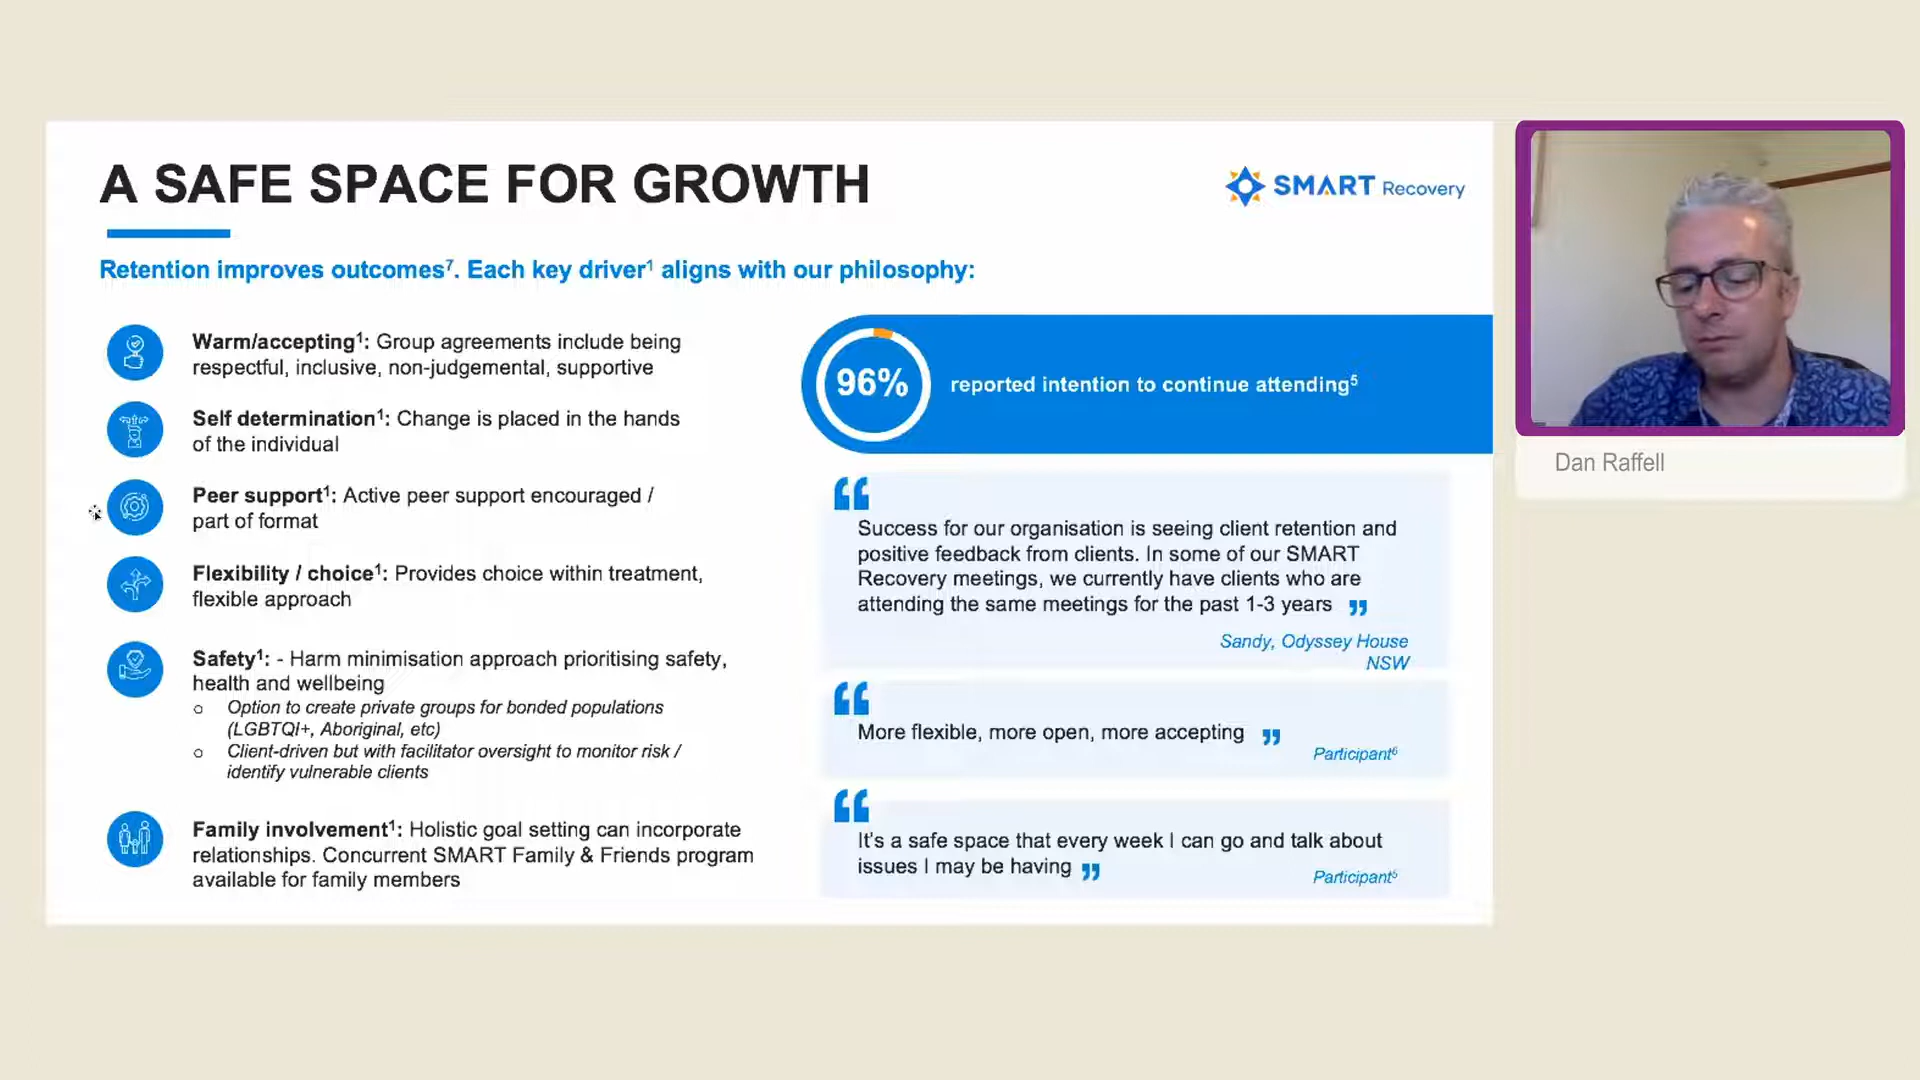 A SAFE SPACE FOR GROWTH
SMART Recovery
Retention improves outcomes⁷. Each key driver¹ aligns with our philosophy:
Warm/accepting¹: Group agreements include being
respectful, inclusive, non-judgemental, supportive
Self determination¹: Change is placed in the hands
of the individual
Peer support¹: Active peer support encouraged /
part of format
Flexibility / choice¹: Provides choice within treatment,
flexible approach
Safety¹: - Harm minimisation approach prioritising safety,
health and wellbeing
o Option to create private groups for bonded populations
(LGBTQI+, Aboriginal, etc)
o Client-driven but with facilitator oversight to monitor risk /
identify vulnerable clients
Family involvement¹: Holistic goal setting can incorporate
relationships. Concurrent SMART Family & Friends program
available for family members
96% reported intention to continue attending⁵
“ Success for our organisation is seeing client retention and
positive feedback from clients. In some of our SMART
Recovery meetings, we currently have clients who are
attending the same meetings for the past 1-3 years ”
Sandy, Odyssey House
NSW
“ More flexible, more open, more accepting ”
Participant⁶
“ It's a safe space that every week I can go and talk about
issues I may be having ”
Participant⁵
Dan Raffell